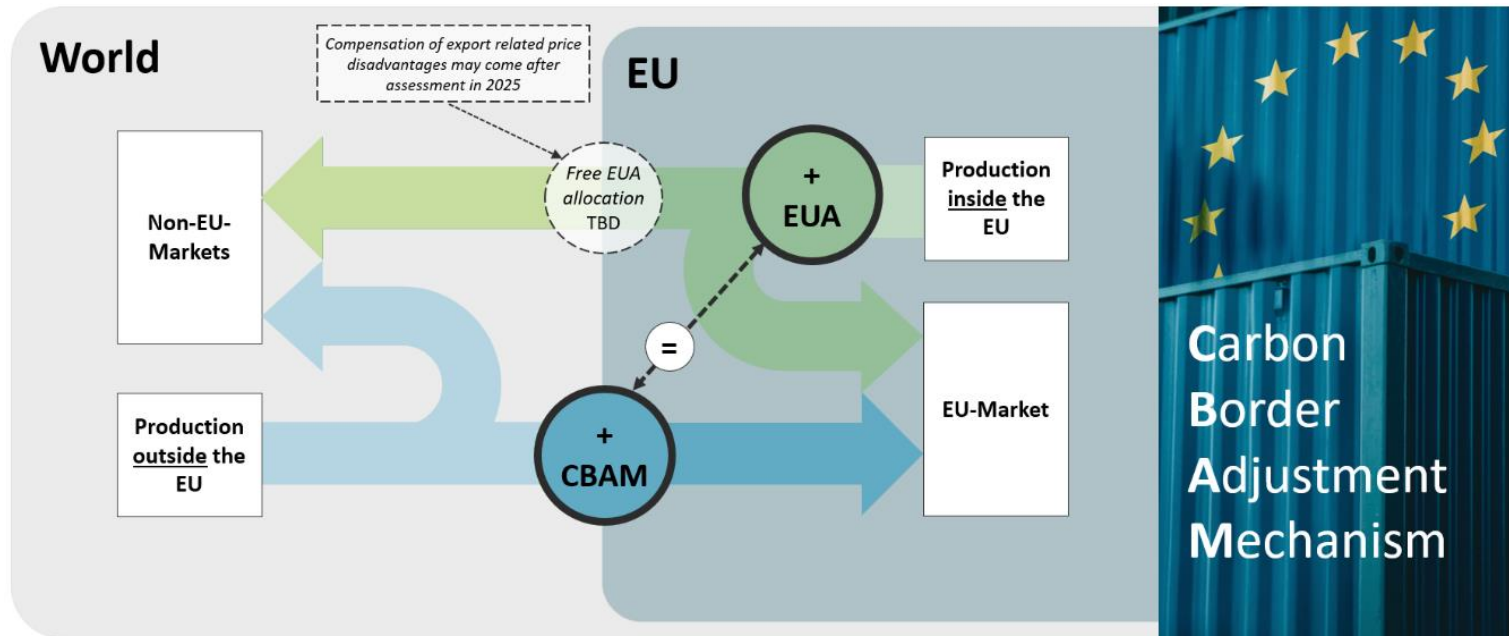 World
Compensation of export related price
disadvantages may come after
assessment in 2025
EU
Non-EU-
Markets
Free EUA
allocation
TBD
+
EUA
Production
inside the
EU
=
Production
outside the
EU
+
CBAM
EU-Market
Carbon
Border
Adjustment
Mechanism